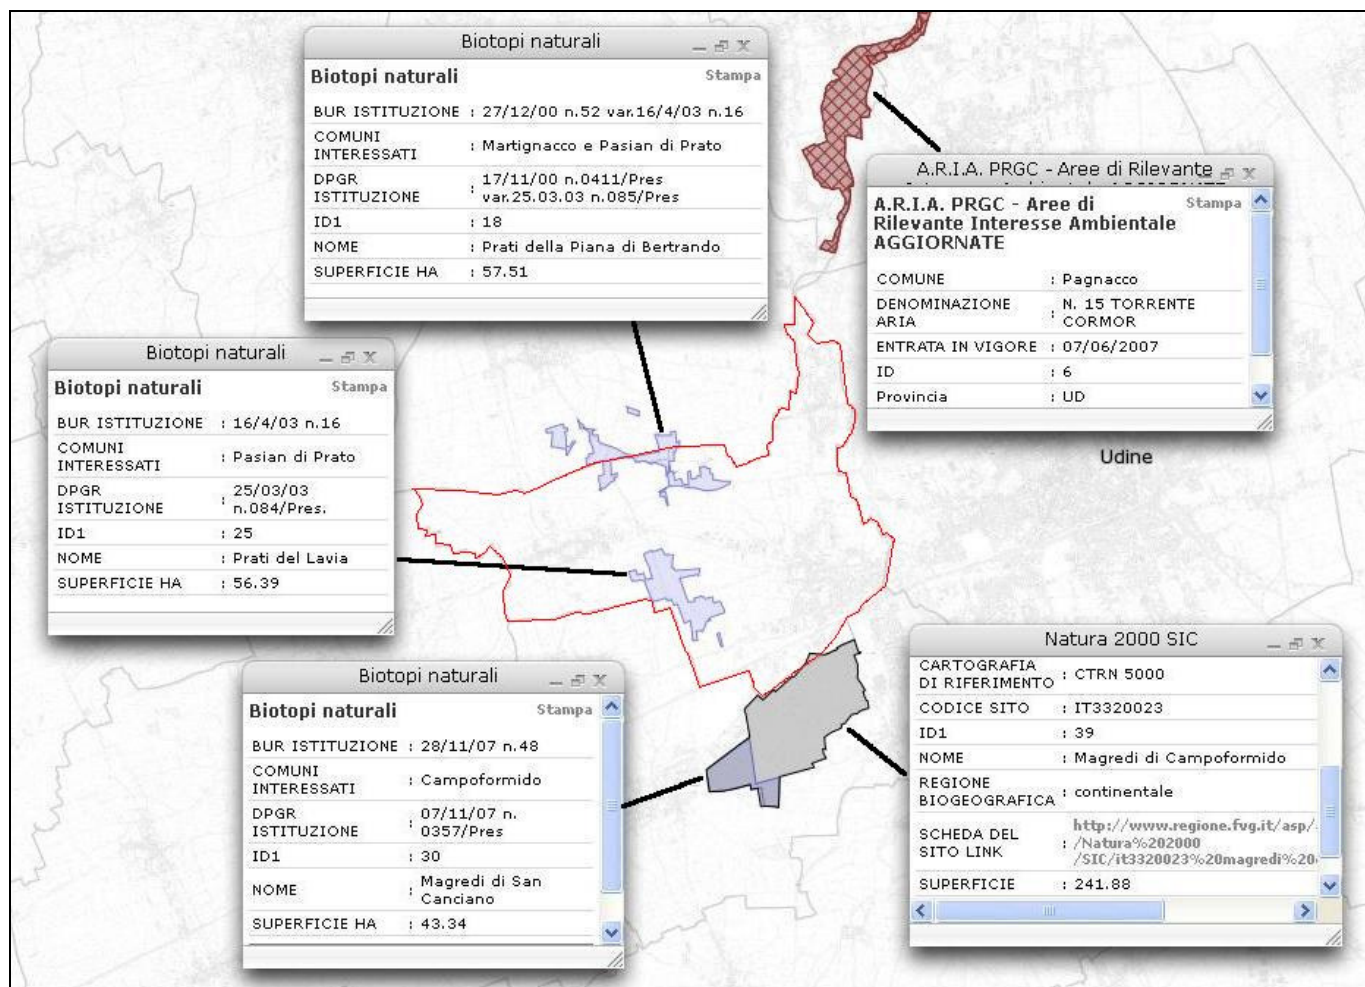 Biotopi naturali
Biotopi naturali Stampa
BUR ISTITUZIONE : 27/12/00 n.52 var.16/4/03 n.16
COMUNI
INTERESSATI : Martignacco e Pasian di Prato
DPGR
ISTITUZIONE : 17/11/00 n.0411/Pres
var.25.03.03 n.085/Pres
ID1 : 18
NOME : Prati della Piana di Bertrando
SUPERFICIE HA : 57.51
A.R.I.A. PRGC - Aree di Rilevante
A.R.I.A. PRGC - Aree di Stampa
Rilevante Interesse Ambientale
AGGIORNATE
COMUNE : Pagnacco
DENOMINAZIONE
ARIA : N. 15 TORRENTE
CORMOR
ENTRATA IN VIGORE : 07/06/2007
ID : 6
Provincia : UD
Udine
Biotopi naturali
Biotopi naturali Stampa
BUR ISTITUZIONE : 16/4/03 n.16
COMUNI
INTERESSATI : Pasian di Prato
DPGR
ISTITUZIONE : 25/03/03
n.084/Pres.
ID1 : 25
NOME : Prati del Lavia
SUPERFICIE HA : 56.39
Biotopi naturali
Biotopi naturali Stampa
BUR ISTITUZIONE : 28/11/07 n.48
COMUNI
INTERESSATI : Campoformido
DPGR
ISTITUZIONE : 07/11/07 n.
0357/Pres
ID1 : 30
NOME : Magredi di San
Canciano
SUPERFICIE HA : 43.34
Natura 2000 SIC
CARTOGRAFIA
DI RIFERIMENTO : CTRN 5000
CODICE SITO : IT3320023
ID1 : 39
NOME : Magredi di Campoformido
REGIONE
BIOGEOGRAFICA : continentale
SCHEDA DEL
SITO LINK : http://www.regione.fvg.it/asp/
/Natura%202000
/SIC/it3320023%20magredi%20
SUPERFICIE : 241.88